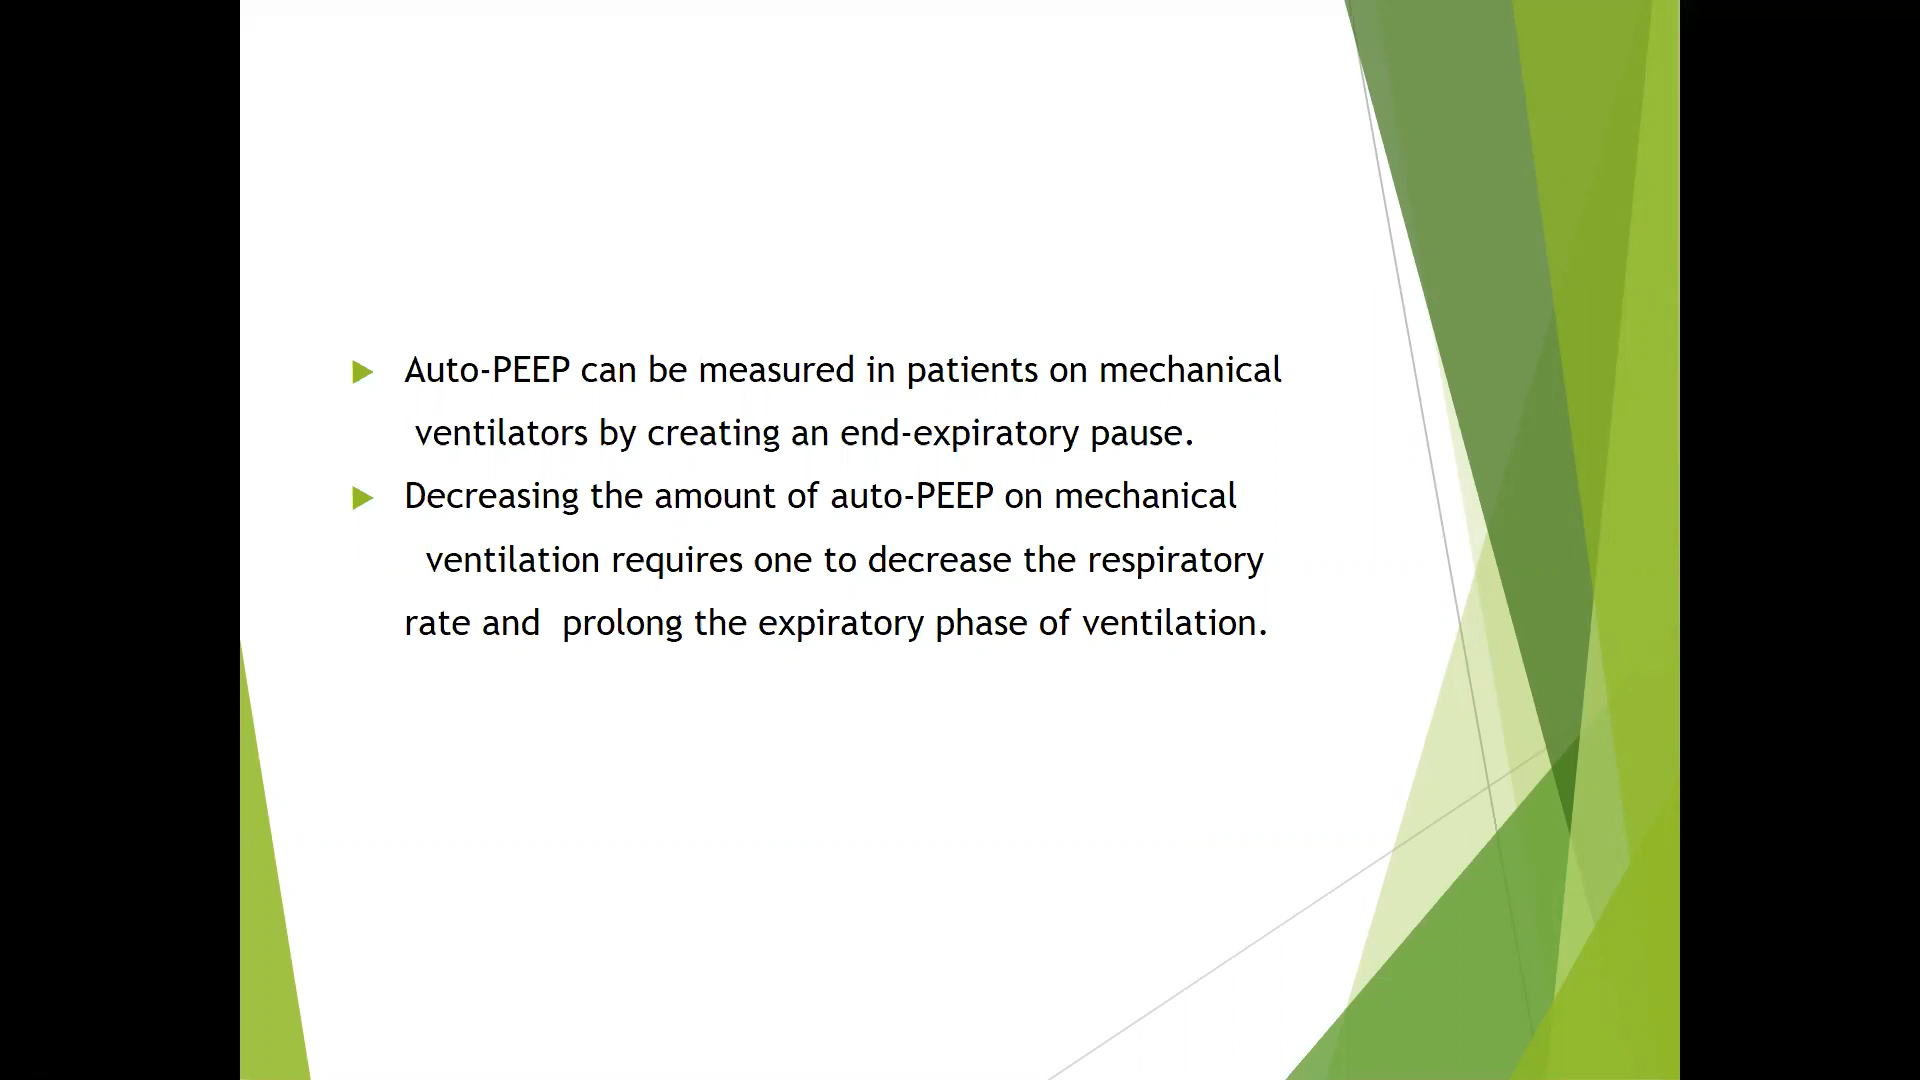 Auto-PEEP can be measured in patients on mechanical
ventilators by creating an end-expiratory pause.
Decreasing the amount of auto-PEEP on mechanical
ventilation requires one to decrease the respiratory
rate and  prolong the expiratory phase of ventilation.